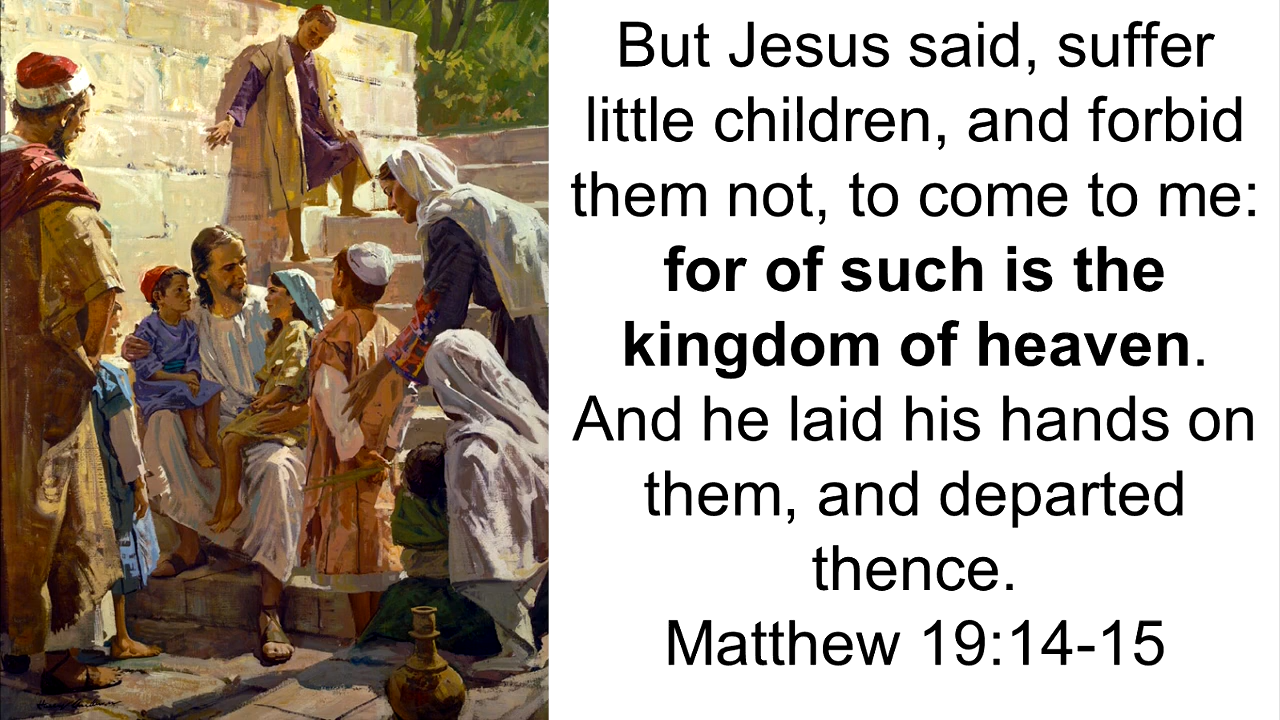 But Jesus said, suffer
little children, and forbid
them not, to come to me:
for of such is the
kingdom of heaven.
And he laid his hands on
them, and departed
thence.
Matthew 19:14-15